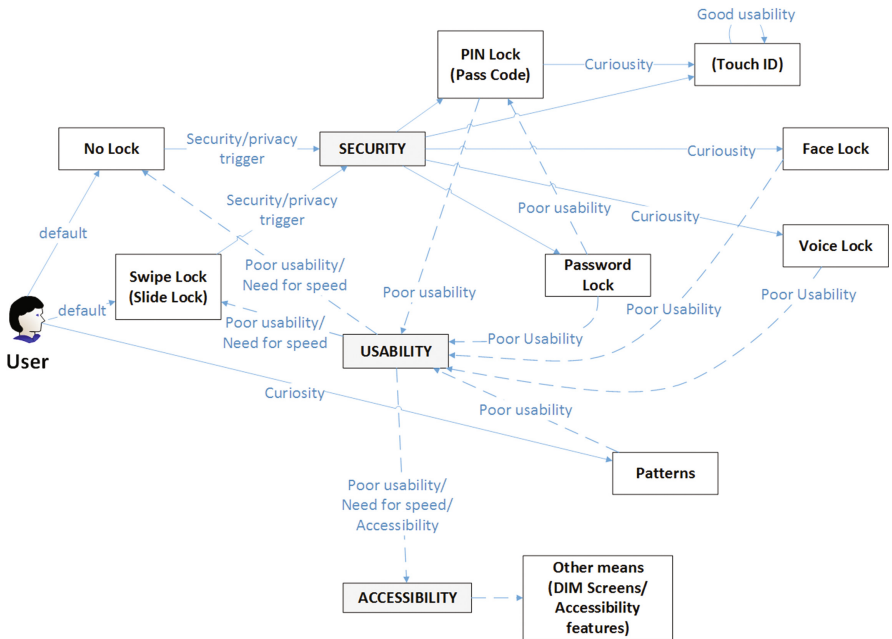 Good usability
PIN Lock
(Pass Code)
Curiousity
(Touch ID)
No Lock
Security/privacy
trigger
SECURITY
Curiousity
Face Lock
Security/privacy
trigger
Poor usability
Curiousity
default
Voice Lock
Swipe Lock
(Slide Lock)
Poor usability/
Need for speed
Password
Lock
Poor usability
Poor Usability
default
Poor usability/
Need for speed
Poor Usability
User
USABILITY
Curiosity
Poor usability
Patterns
Poor usability/
Need for speed/
Accessibility
ACCESSIBILITY
Other means
(DIM Screens/
Accessibility
features)